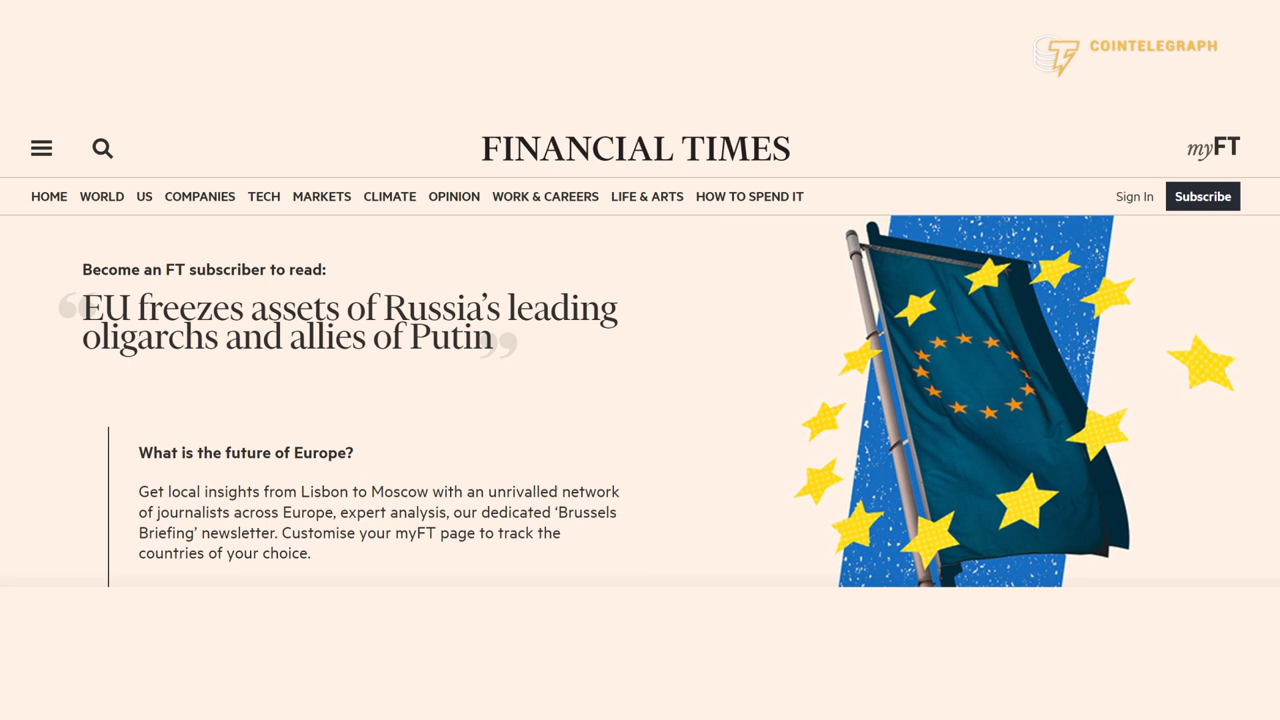 COINTELEGRAPH
FINANCIAL TIMES
myFT
HOME WORLD US COMPANIES TECH MARKETS CLIMATE OPINION WORK & CAREERS LIFE & ARTS HOW TO SPEND IT Sign In Subscribe
Become an FT subscriber to read:
“EU freezes assets of Russia’s leading
oligarchs and allies of Putin”
What is the future of Europe?
Get local insights from Lisbon to Moscow with an unrivalled network
of journalists across Europe, expert analysis, our dedicated ‘Brussels
Briefing’ newsletter. Customise your myFT page to track the
countries of your choice.